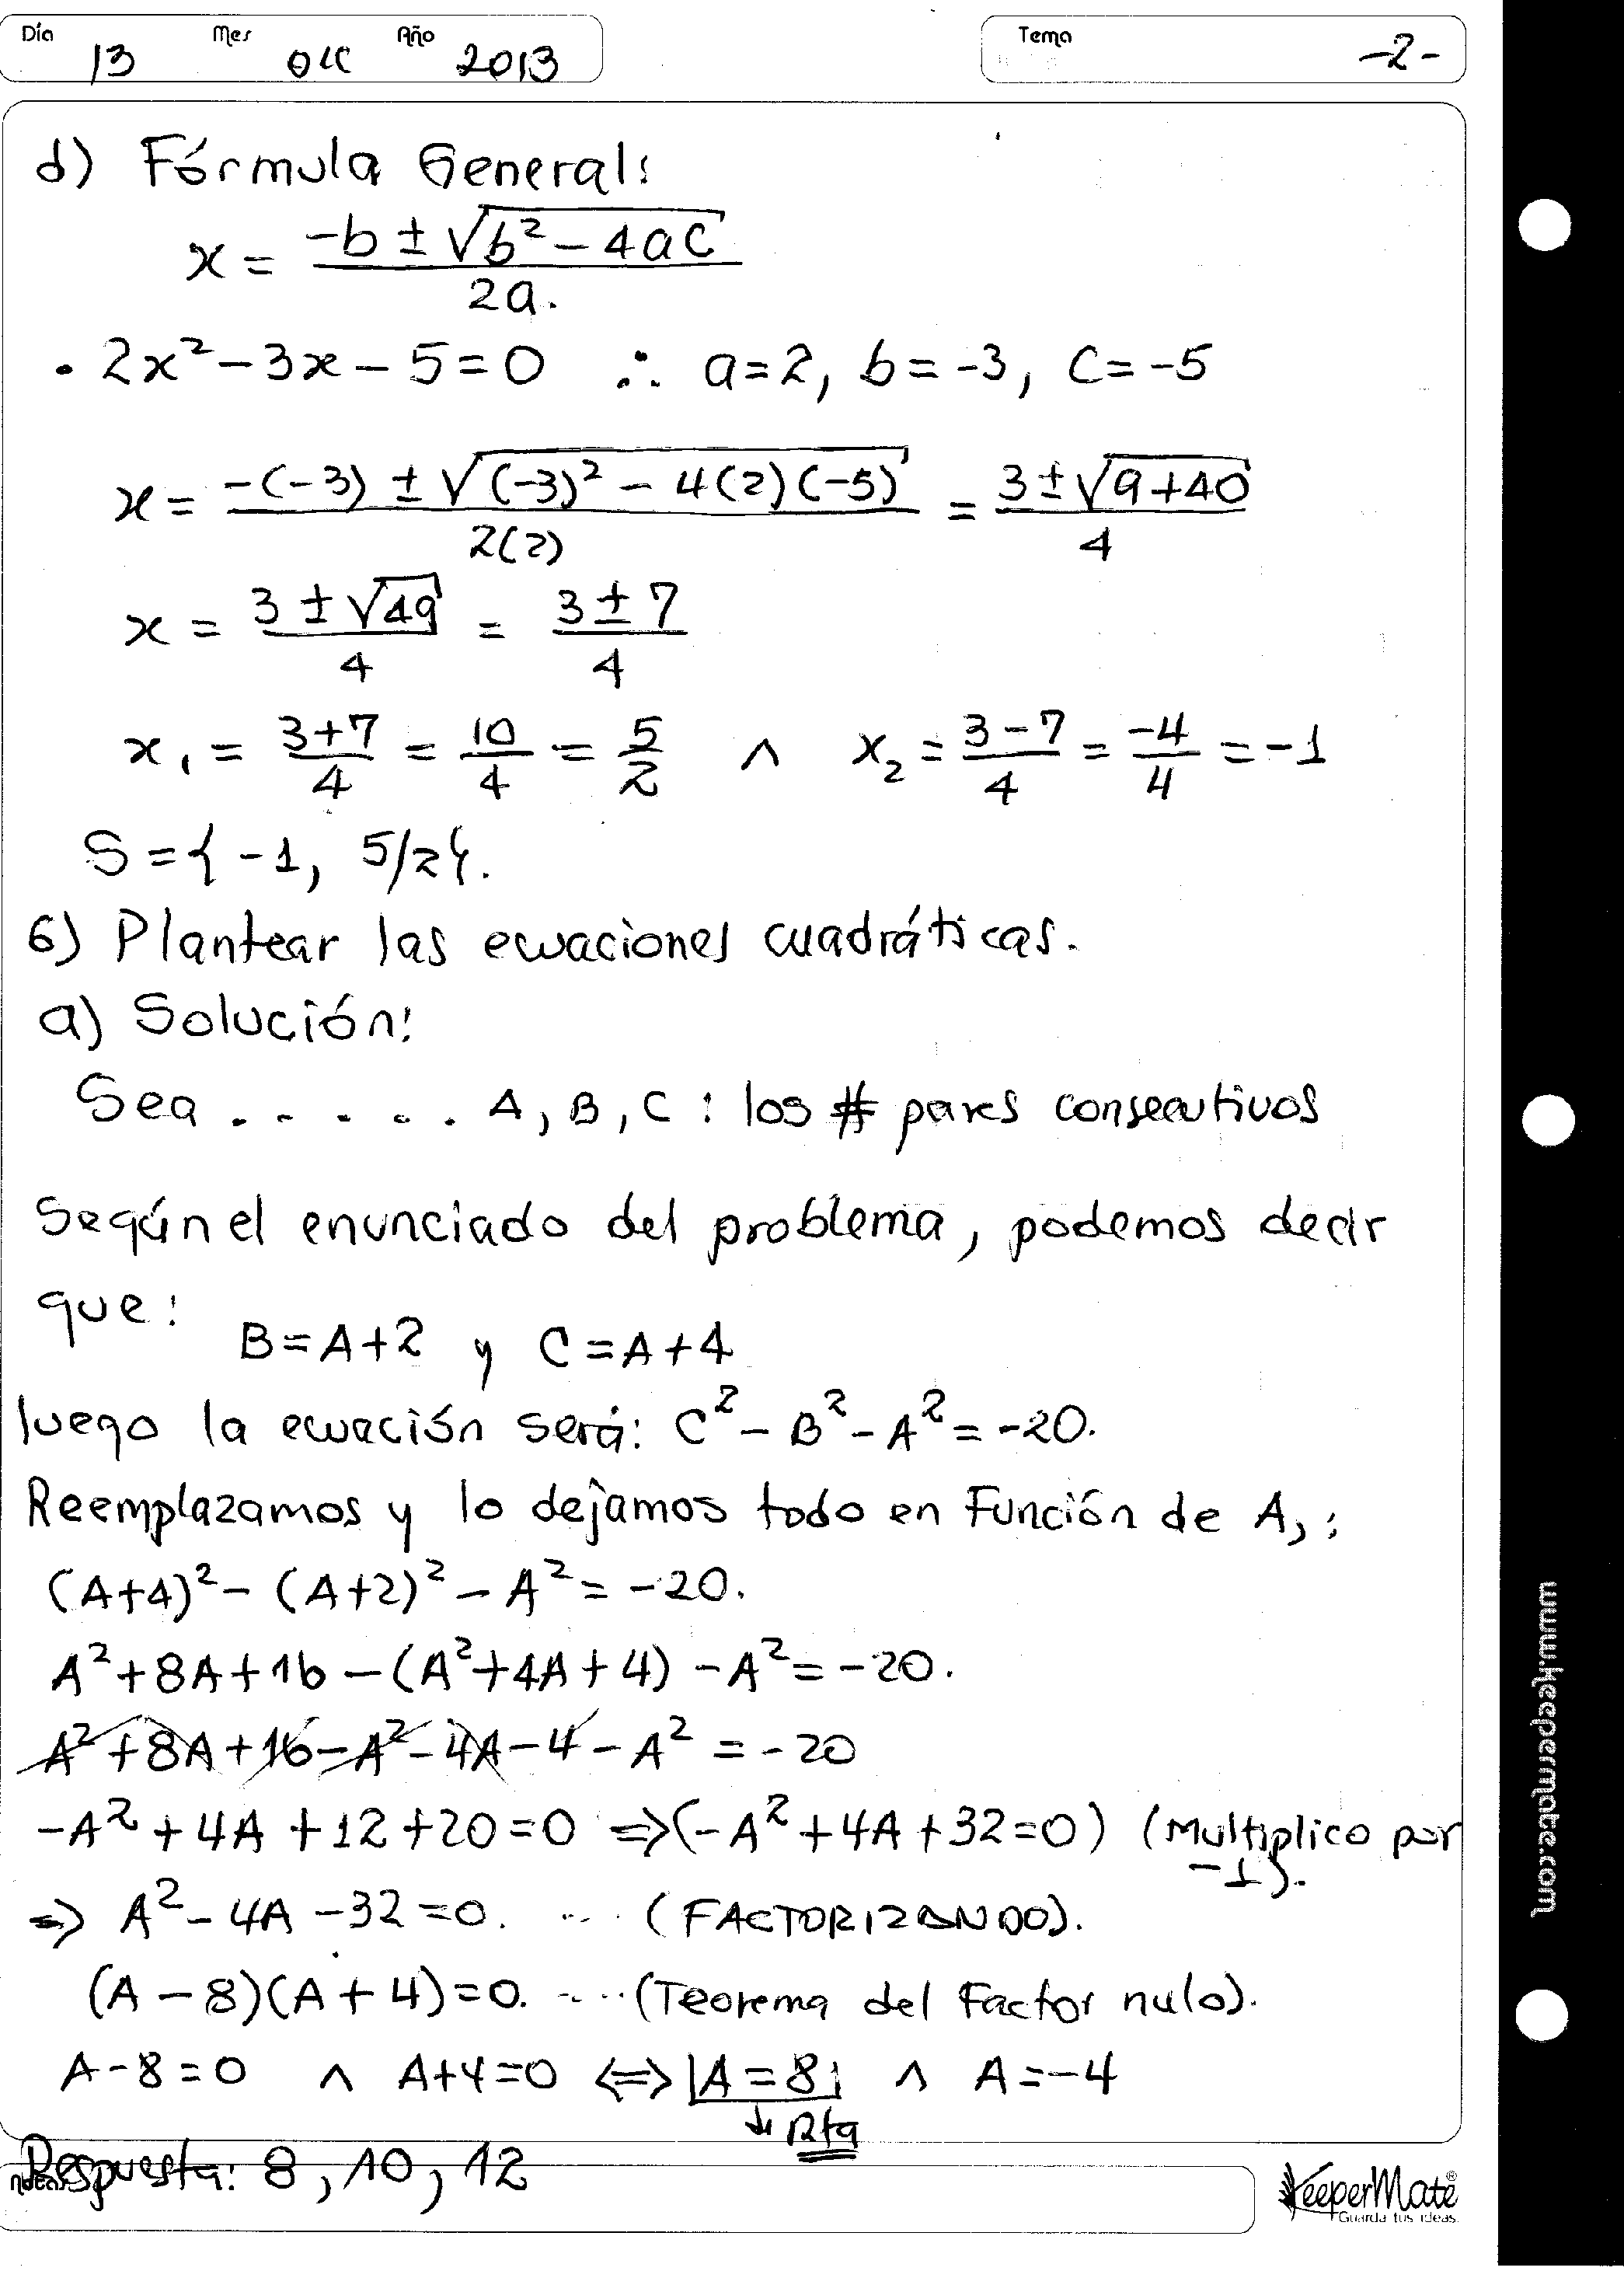 Día 13 Mes Oct Año 2013 Tema -2-
d) Fórmula General:
x = (-b ± √(b² - 4ac)) / 2a.
• 2x² - 3x - 5 = 0 ∴ a = 2, b = -3, c = -5
x = (-(-3) ± √((-3)² - 4(2)(-5))) / 2(2) = (3 ± √(9+40)) / 4
x = (3 ± √49) / 4 = (3 ± 7) / 4
x₁ = (3+7)/4 = 10/4 = 5/2 ∧ x₂ = (3-7)/4 = -4/4 = -1
S = {-1, 5/2}.
6) Plantear las ecuaciones cuadráticas.
a) Solución:
Sea . . . . . A, B, C : los # pares consecutivos
Según el enunciado del problema, podemos decir
que:
B = A+2 y C = A+4
luego la ecuación será: C² - B² - A² = -20.
Reemplazamos y lo dejamos todo en Función de A,:
(A+4)² - (A+2)² - A² = -20.
A² + 8A + 16 - (A² + 4A + 4) - A² = -20.
A² + 8A + 16 - A² - 4A - 4 - A² = -20
-A² + 4A + 12 + 20 = 0 ⇒ (-A² + 4A + 32 = 0) (Multiplico por
-1).
⇒ A² - 4A - 32 = 0. ... (FACTORIZANDO).
(A - 8)(A + 4) = 0. ... (Teorema del Factor nulo).
A - 8 = 0 ∧ A + 4 = 0 ⟺ A = 8 ∧ A = -4
↓ Rta
Respuesta: 8, 10, 12
Notas
KeeperMate®
Guarda tus ideas.
www.keepermate.com